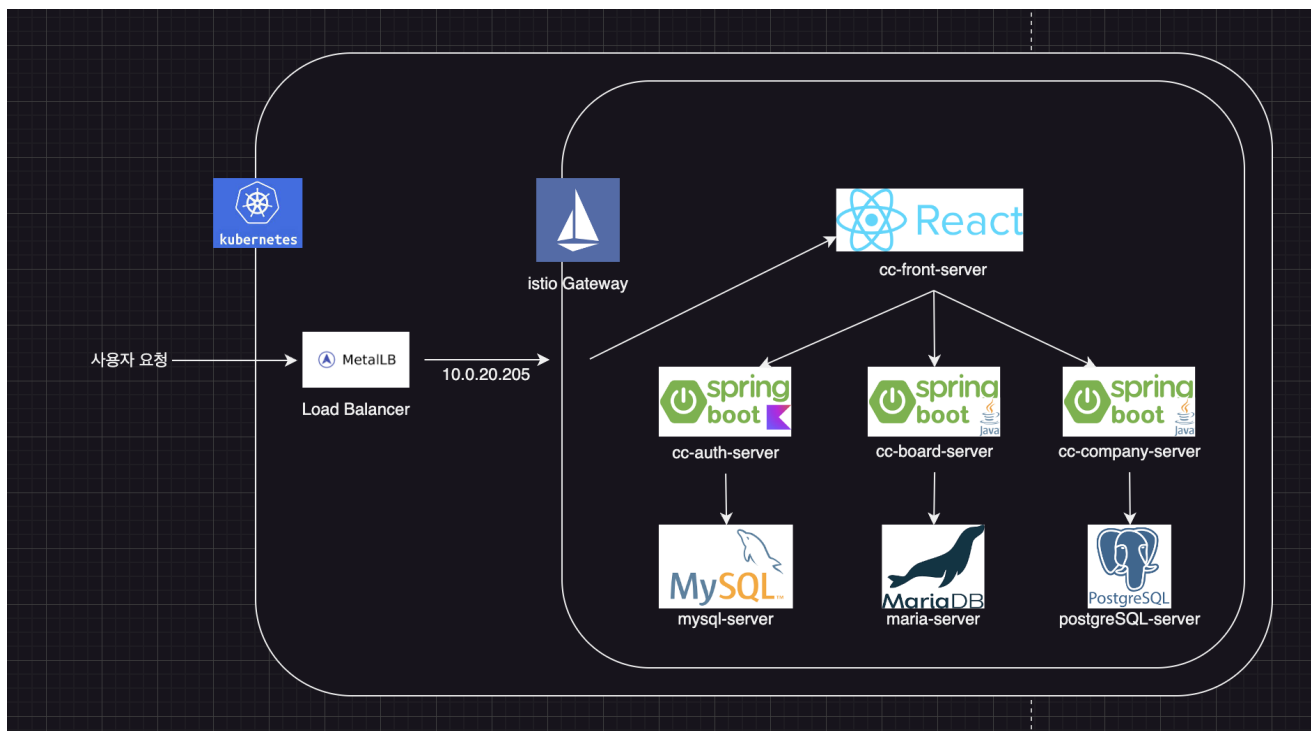 kubernetes
istio Gateway
React
cc-front-server
사용자 요청
MetalLB
10.0.20.205
Load Balancer
spring
boot
cc-auth-server
spring
boot
Java
cc-board-server
spring
boot
Java
cc-company-server
MySQL™
mysql-server
MariaDB
maria-server
PostgreSQL
postgreSQL-server